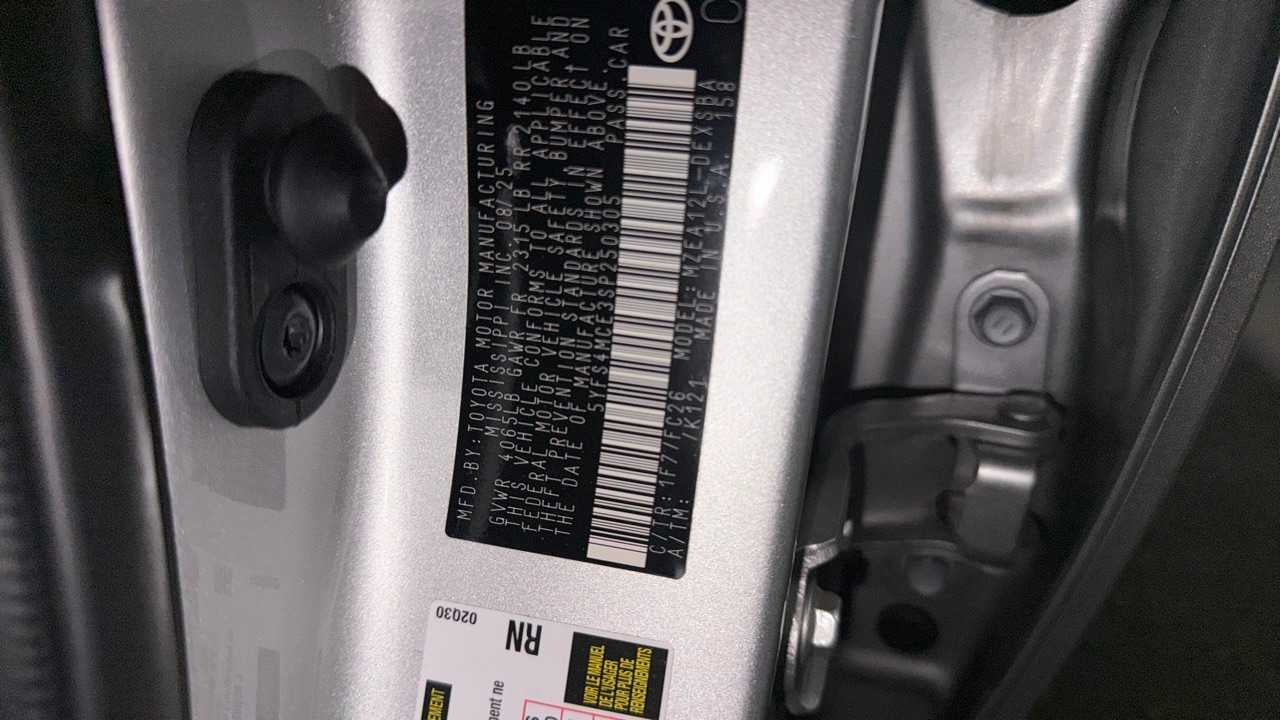 MFD. BY:TOYOTA MOTOR MANUFACTURING
MISSISSIPPI INC. 08/25
GVWR 4065LB GAWR FR 2315 LB RR 2140 LB
THIS VEHICLE CONFORMS TO ALL APPLICABLE
FEDERAL MOTOR VEHICLE SAFETY BUMPER AND
THEFT PREVENTION STANDARDS IN EFFECT ON
THE DATE OF MANUFACTURE SHOWN ABOVE.
5YFS4MCE3SP250305 PASS.CAR
C/TR:1F7/FC26 MODEL:MZEA12L-DEXSBA
A/TM: /K121 MADE IN U.S.A. 158
C
02Q30
RN
VOIR LE MANUEL
DE L'USAGER
POUR PLUS DE
RENSEIGNEMENTS